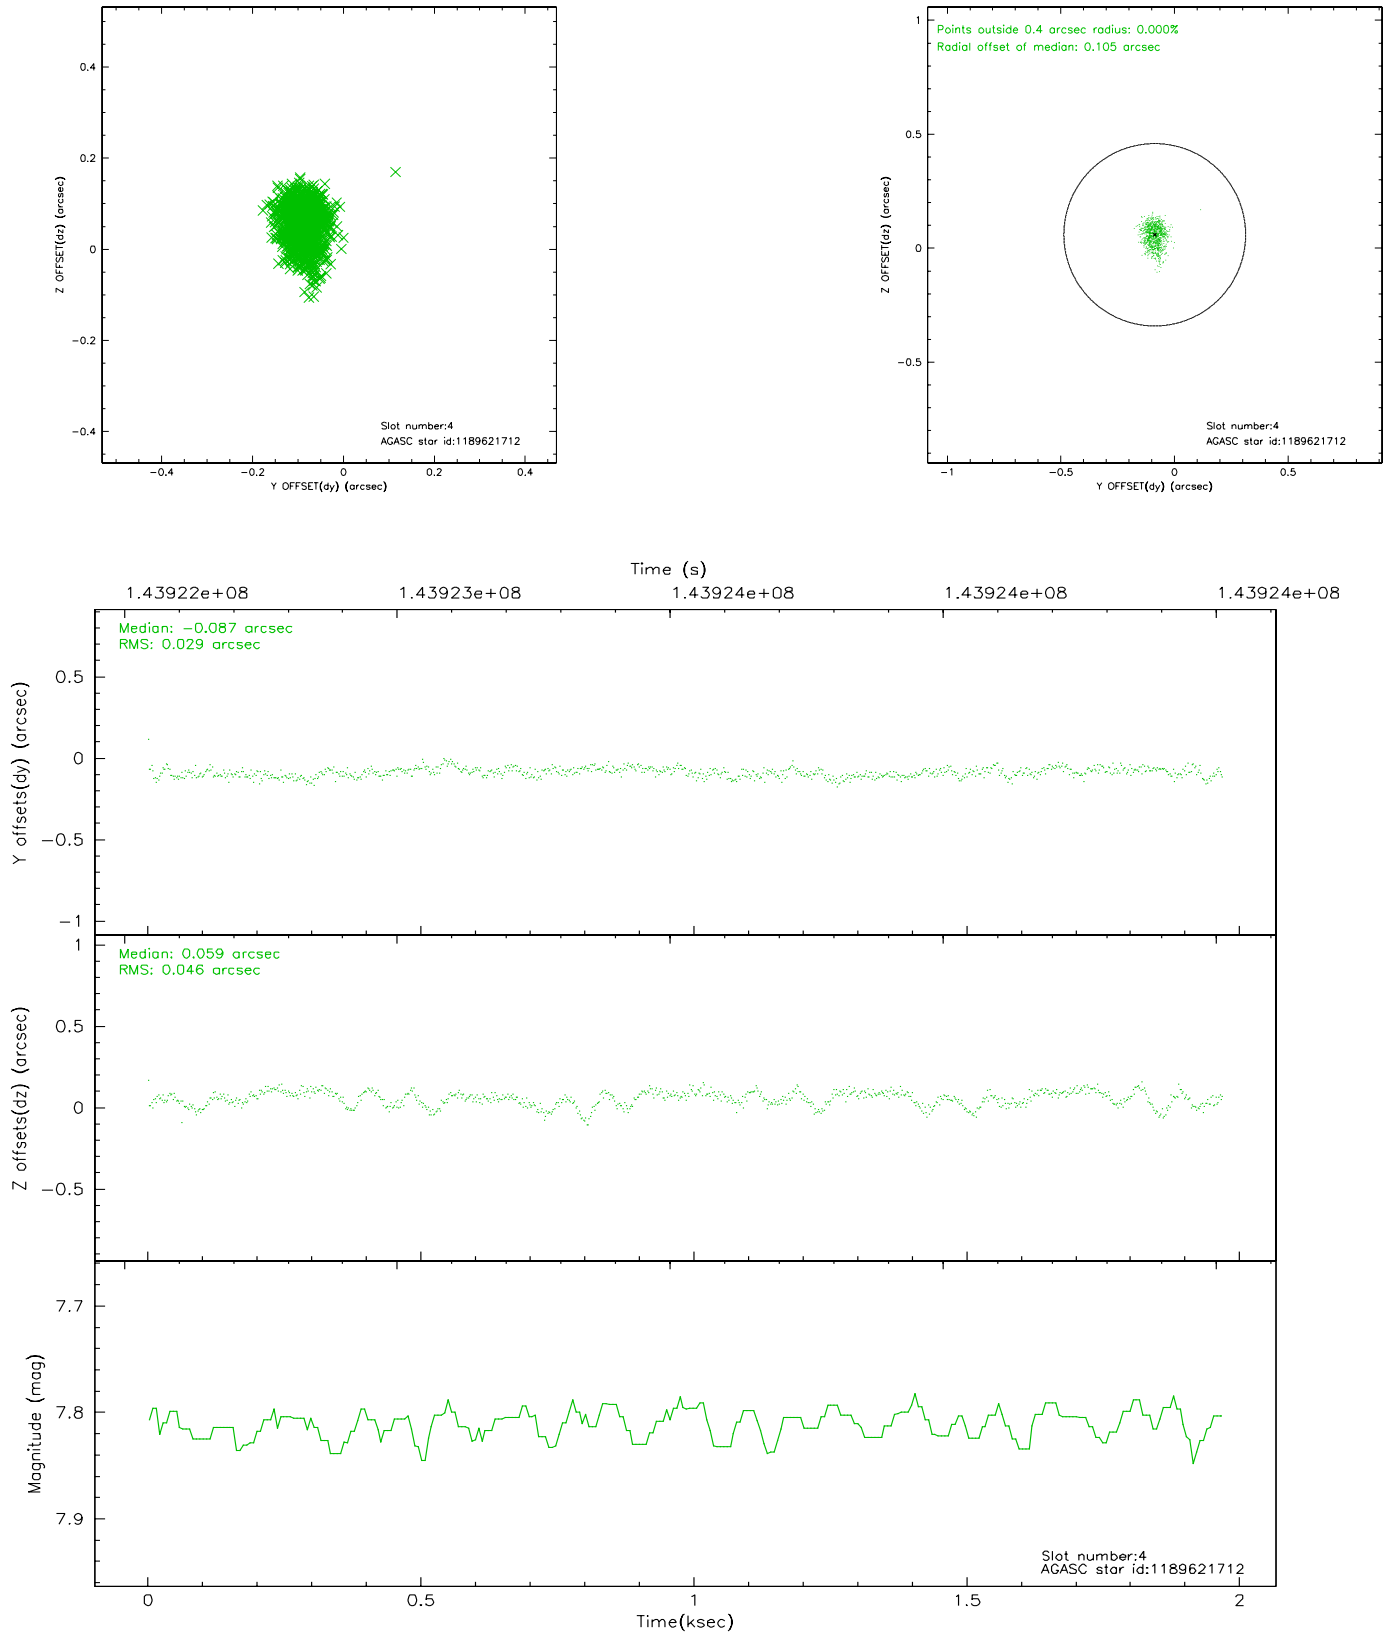 0.4
0.2
0
−0.2
−0.4
Z OFFSET(dz) (arcsec)
Slot number:4
AGASC star id:1189621712
−0.4 −0.2 0 0.2 0.4
Y OFFSET(dy) (arcsec)
Points outside 0.4 arcsec radius: 0.000%
Radial offset of median: 0.105 arcsec
1
0.5
0
−0.5
Z OFFSET(dz) (arcsec)
Slot number:4
AGASC star id:1189621712
−1 −0.5 0 0.5
Y OFFSET(dy) (arcsec)
Time (s)
1.43922e+08 1.43923e+08 1.43924e+08 1.43924e+08 1.43924e+08
Median: −0.087 arcsec
RMS: 0.029 arcsec
0.5
0
−0.5
−1
Y offsets(dy) (arcsec)
Median: 0.059 arcsec
RMS: 0.046 arcsec
1
0.5
0
−0.5
Z offsets(dz) (arcsec)
7.7
7.8
7.9
Magnitude (mag)
Slot number:4
AGASC star id:1189621712
0 0.5 1 1.5 2
Time(ksec)